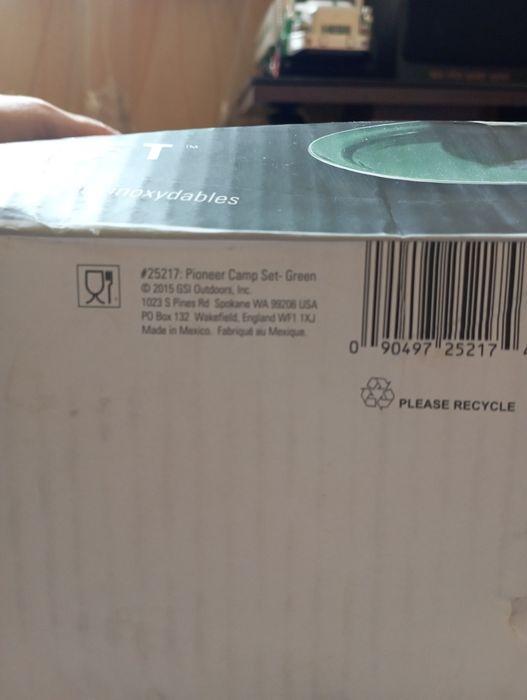 T ™
inoxydables
#25217: Pioneer Camp Set- Green
© 2015 GSI Outdoors, Inc.
1023 S Pines Rd Spokane WA 99206 USA
PO Box 132 Wakefield, England WF1 1XJ
Made in Mexico. Fabriqué au Mexique.
0 90497 25217
PLEASE RECYCLE